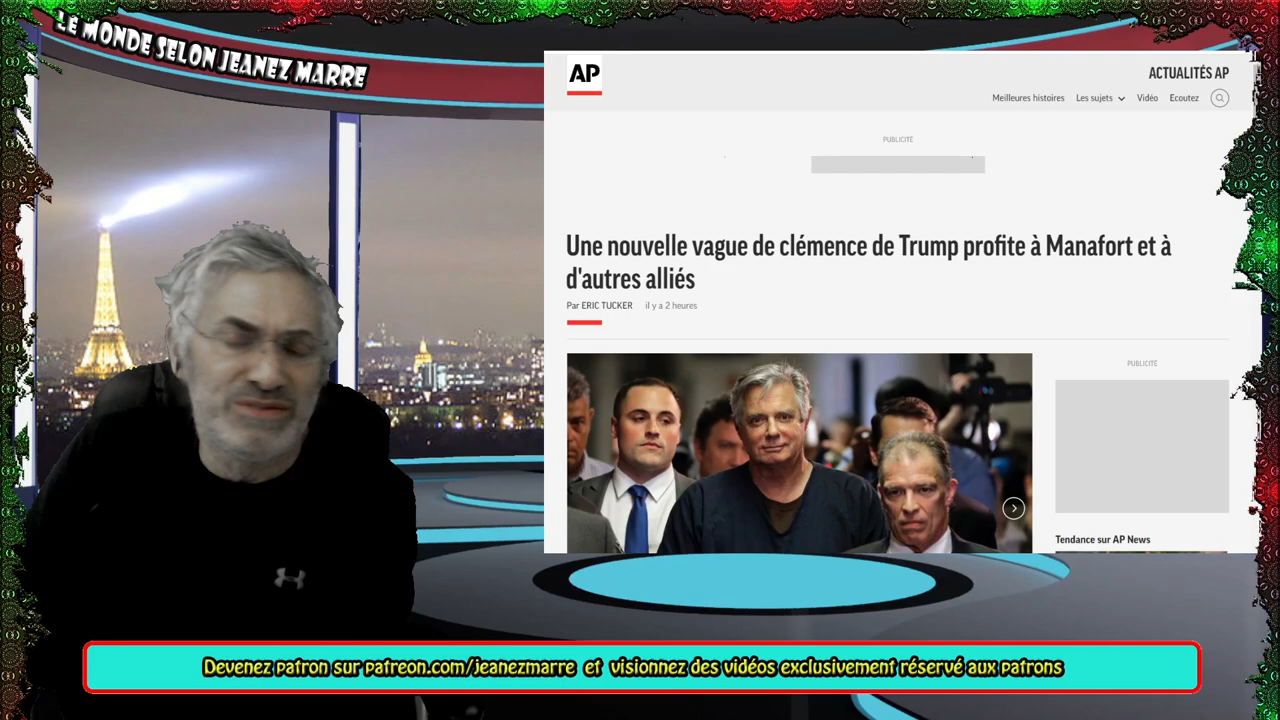 LE MONDE SELON JEANEZ MARRE
AP
ACTUALITÉS AP
Meilleures histoires Les sujets Vidéo Ecoutez
PUBLICITÉ
Une nouvelle vague de clémence de Trump profite à Manafort et à
d'autres alliés
Par ERIC TUCKER il y a 2 heures
PUBLICITÉ
Tendance sur AP News
Devenez patron sur patreon.com/jeanezmarre et visionnez des vidéos exclusivement réservé aux patrons